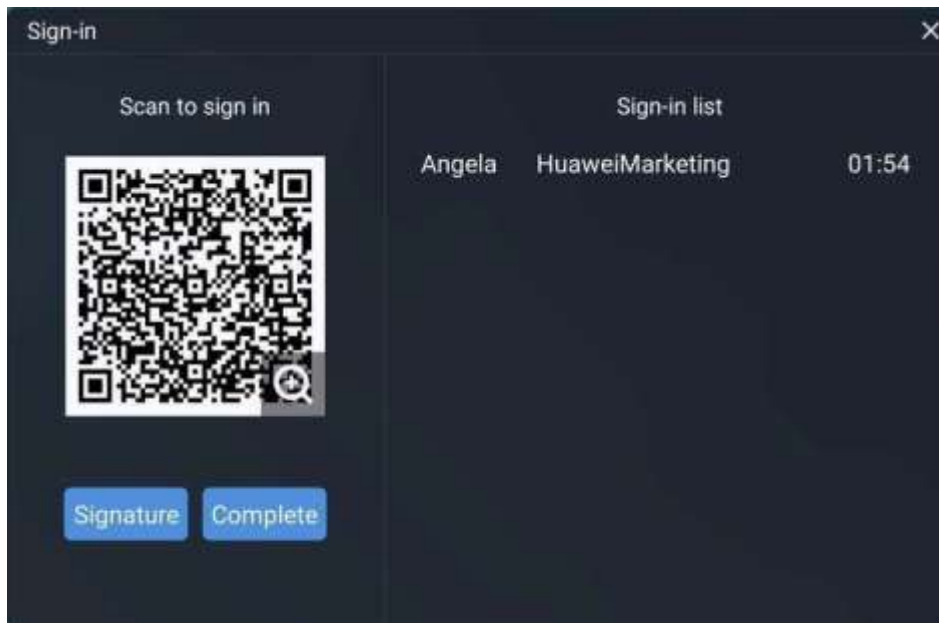 Sign-in
Scan to sign in
Signature Complete
Sign-in list
Angela HuaweiMarketing 01:54